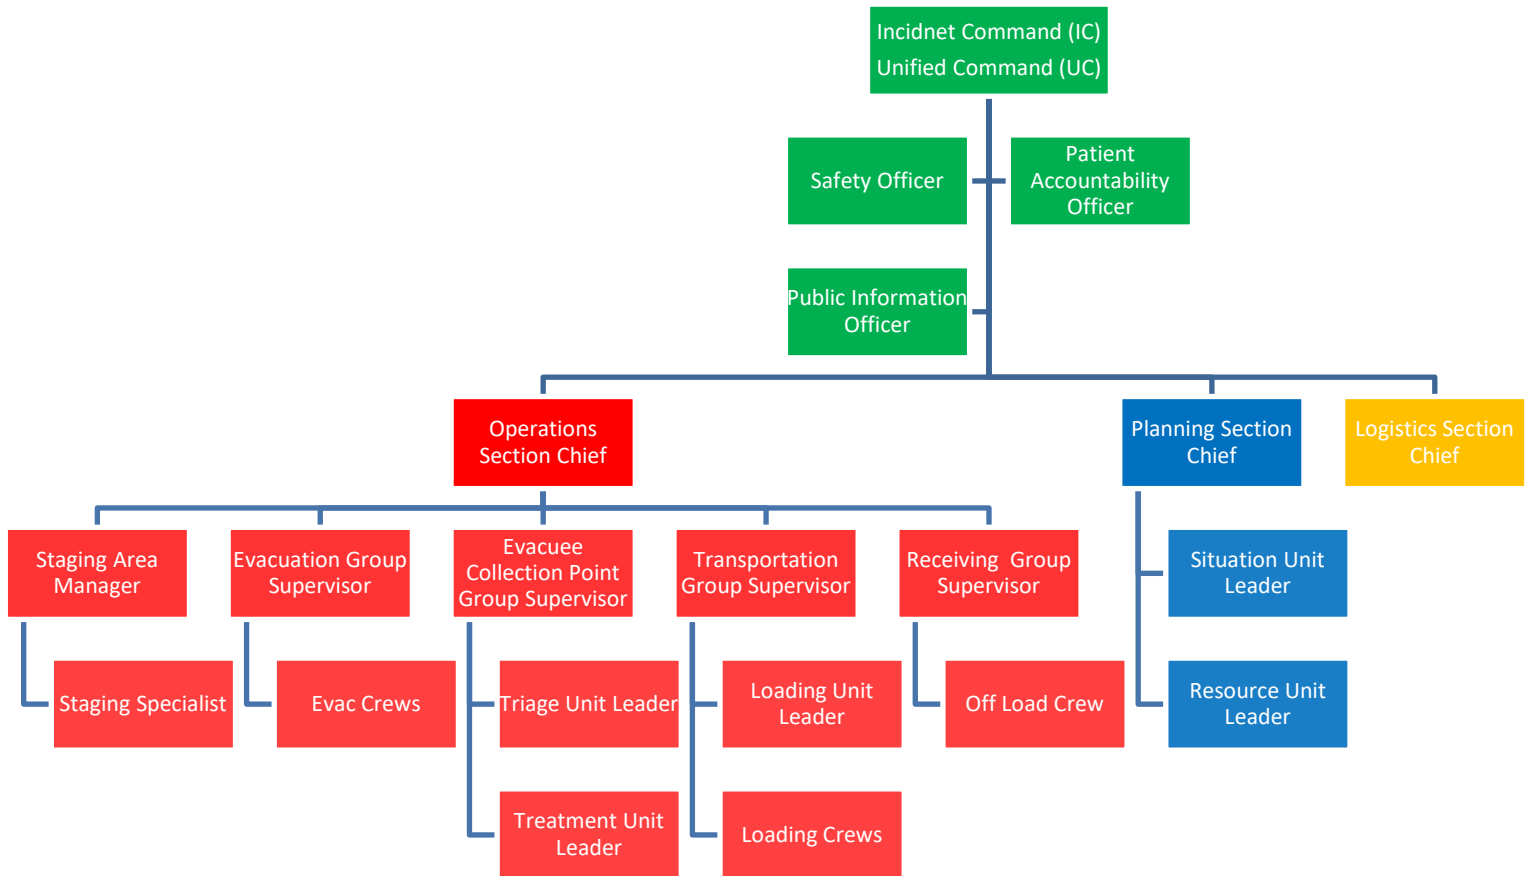 Incidnet Command (IC)
Unified Command (UC)
Safety Officer
Patient
Accountability
Officer
Public Information
Officer
Operations
Section Chief
Planning Section
Chief
Logistics Section
Chief
Staging Area
Manager
Evacuation Group
Supervisor
Evacuee
Collection Point
Group Supervisor
Transportation
Group Supervisor
Receiving  Group
Supervisor
Situation Unit
Leader
Staging Specialist
Evac Crews
Triage Unit Leader
Loading Unit
Leader
Off Load Crew
Resource Unit
Leader
Treatment Unit
Leader
Loading Crews